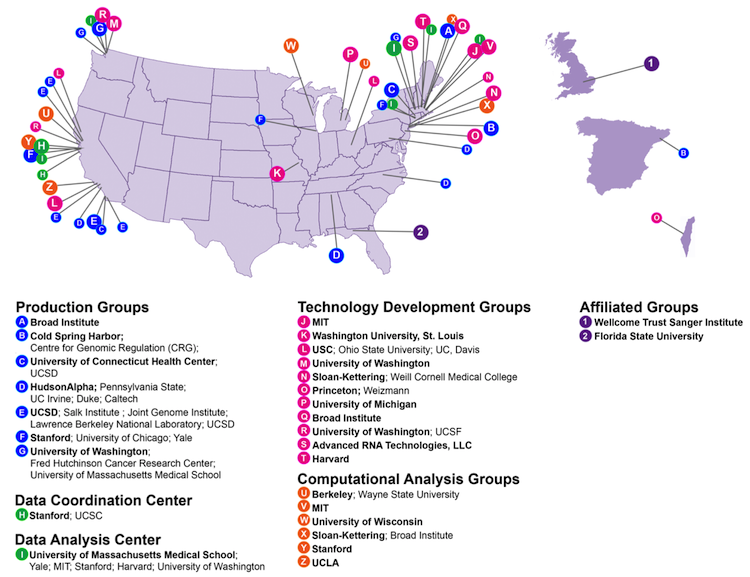 R
I
M
G
G
L
E
E
U
R
Y
H
F
I
H
Z
L
E
D
E
C
E
W
P
U
L
F
K
D
2
G
I
S
T
I
A
X
Q
I
J
V
N
N
C
F
I
X
B
O
D
D
1
B
O
Production Groups
A Broad Institute
B Cold Spring Harbor;
Centre for Genomic Regulation (CRG);
C University of Connecticut Health Center;
UCSD
D HudsonAlpha; Pennsylvania State;
UC Irvine; Duke; Caltech
E UCSD; Salk Institute ; Joint Genome Institute;
Lawrence Berkeley National Laboratory; UCSD
F Stanford; University of Chicago; Yale
G University of Washington;
Fred Hutchinson Cancer Research Center;
University of Massachusetts Medical School
Data Coordination Center
H Stanford; UCSC
Data Analysis Center
I University of Massachusetts Medical School;
Yale; MIT; Stanford; Harvard; University of Washington
Technology Development Groups
J MIT
K Washington University, St. Louis
L USC; Ohio State University; UC, Davis
M University of Washington
N Sloan-Kettering; Weill Cornell Medical College
O Princeton; Weizmann
P University of Michigan
Q Broad Institute
R University of Washington; UCSF
S Advanced RNA Technologies, LLC
T Harvard
Computational Analysis Groups
U Berkeley; Wayne State University
V MIT
W University of Wisconsin
X Sloan-Kettering; Broad Institute
Y Stanford
Z UCLA
Affiliated Groups
1 Wellcome Trust Sanger Institute
2 Florida State University